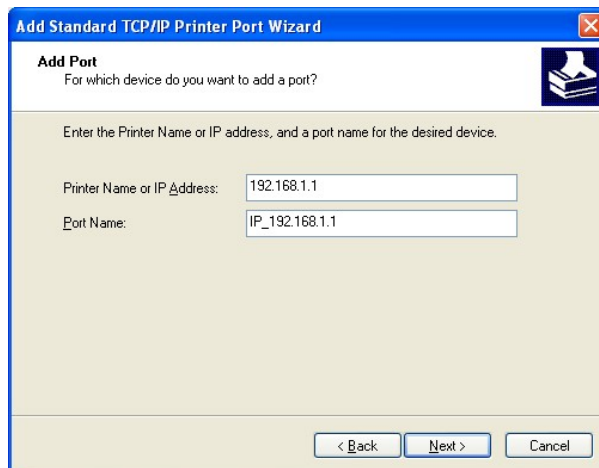 Add Standard TCP/IP Printer Port Wizard
Add Port
For which device do you want to add a port?
Enter the Printer Name or IP address, and a port name for the desired device.
Printer Name or IP Address: 192.168.1.1
Port Name: IP_192.168.1.1
< Back Next > Cancel